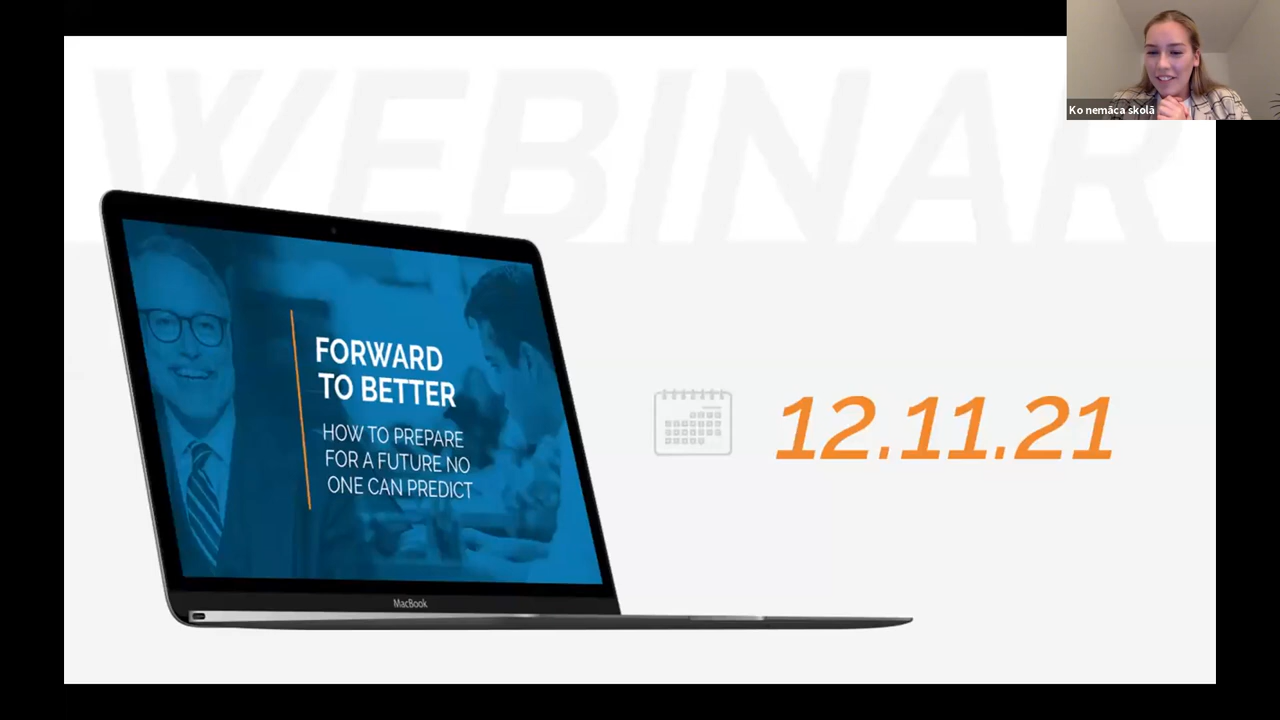 WEBINAR
Ko nemāca skolā
FORWARD
TO BETTER
HOW TO PREPARE
FOR A FUTURE NO
ONE CAN PREDICT
12.11.21
MacBook